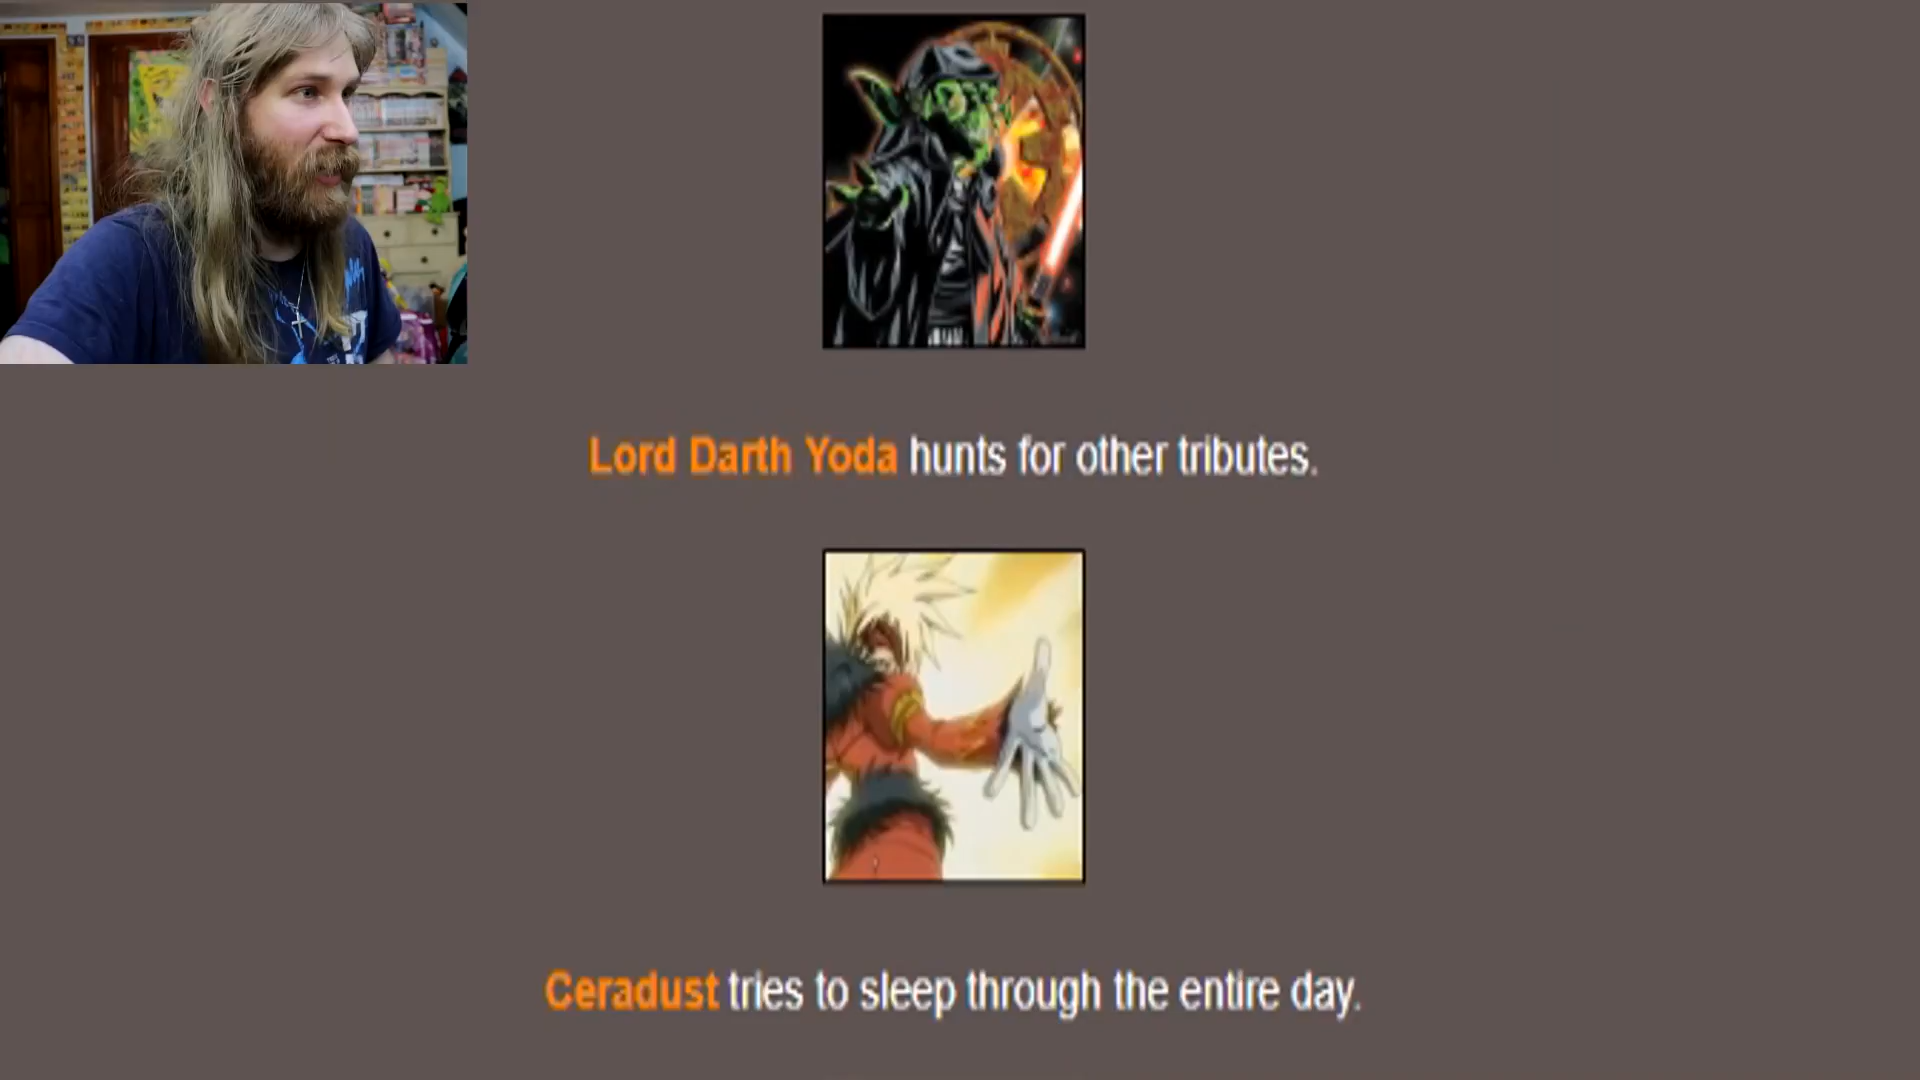 Lord Darth Yoda hunts for other tributes.
Ceradust tries to sleep through the entire day.